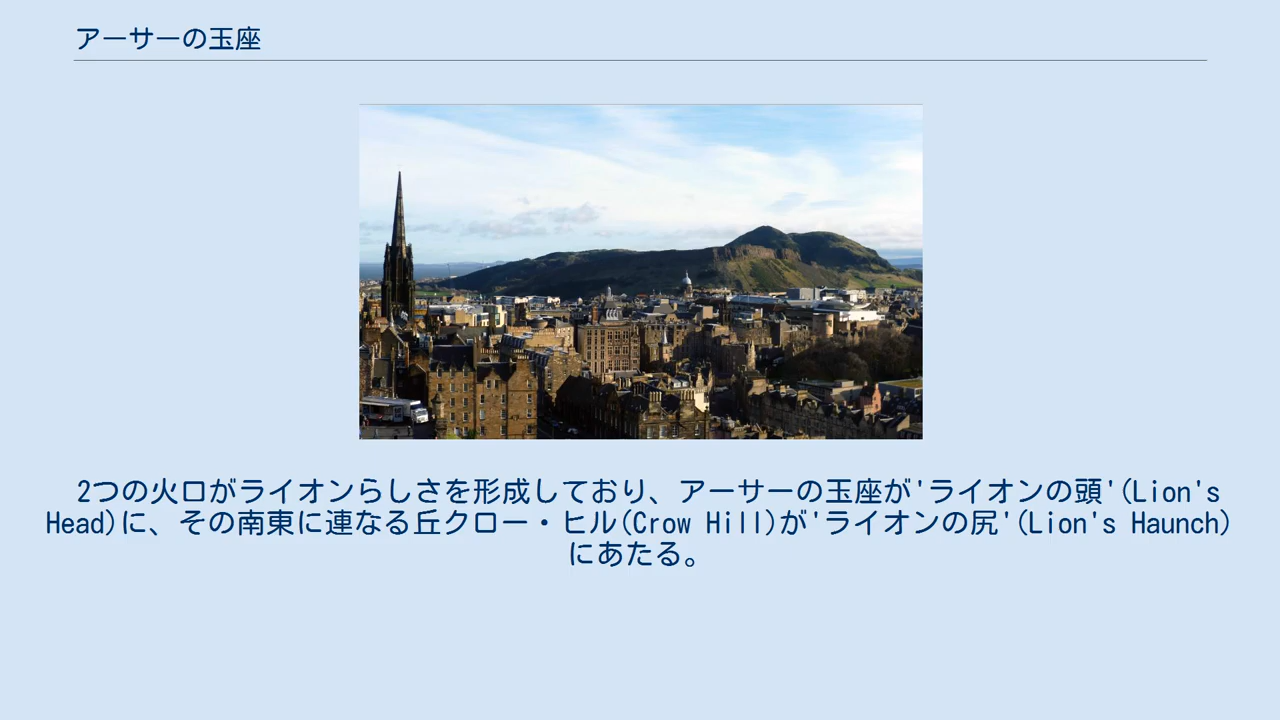 アーサーの玉座
2つの火口がライオンらしさを形成しており、アーサーの玉座が'ライオンの頭'(Lion's
Head)に、その南東に連なる丘クロー・ヒル(Crow Hill)が'ライオンの尻'(Lion's Haunch)
にあたる。